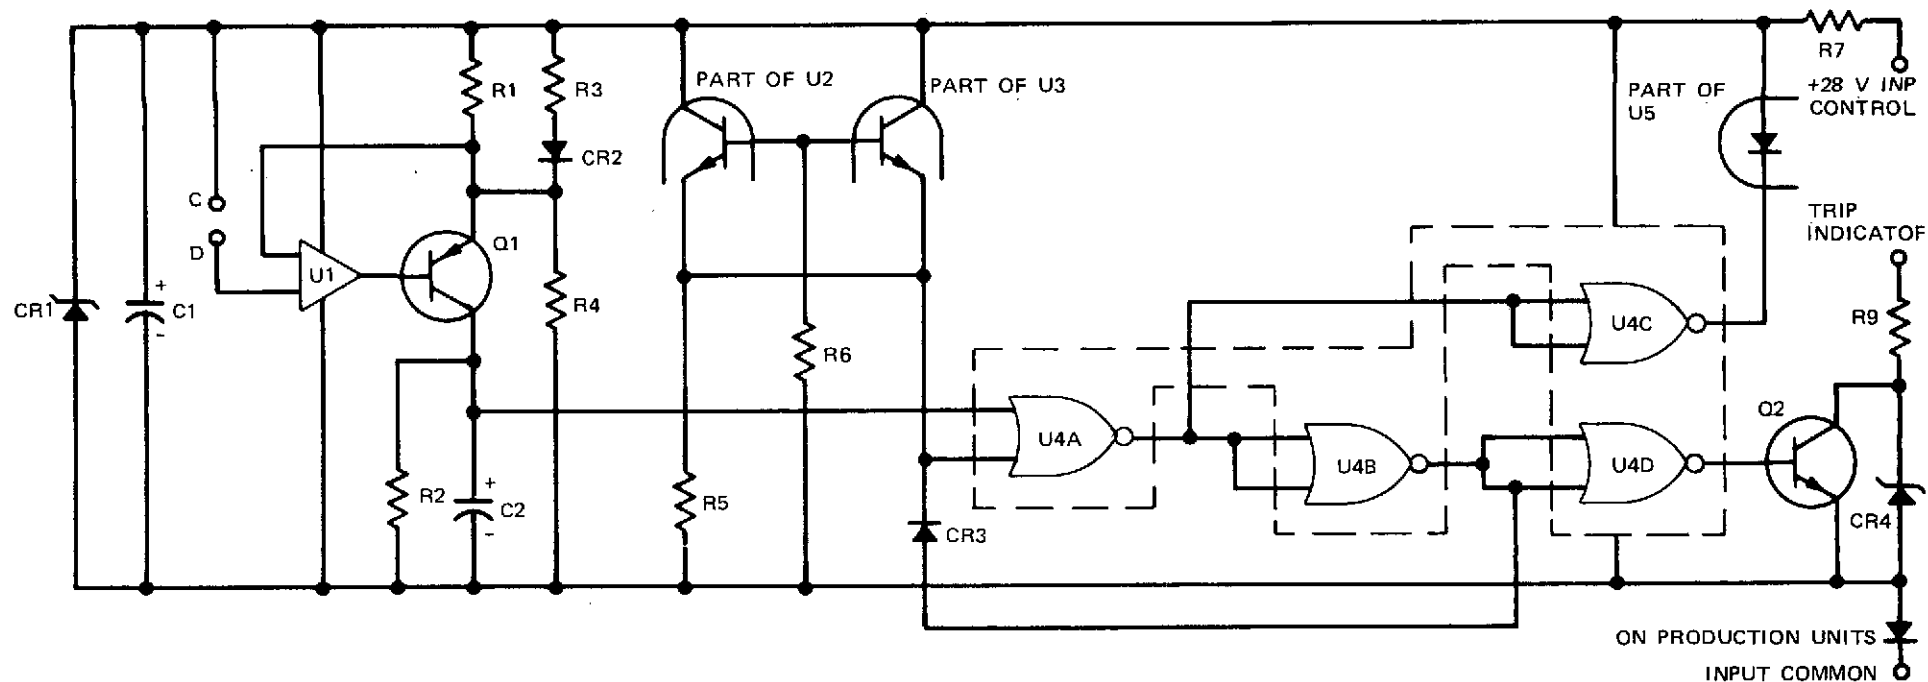 R7
+28 V INP
CONTROL
PART OF U2
PART OF U3
PART OF
U5
R1
R3
CR2
C
D
U1
Q1
TRIP
INDICATOF
CR1
+
C1
-
R4
R6
U4C
R9
Q2
U4A
U4B
U4D
R2
+
C2
-
R5
CR3
CR4
ON PRODUCTION UNITS
INPUT COMMON